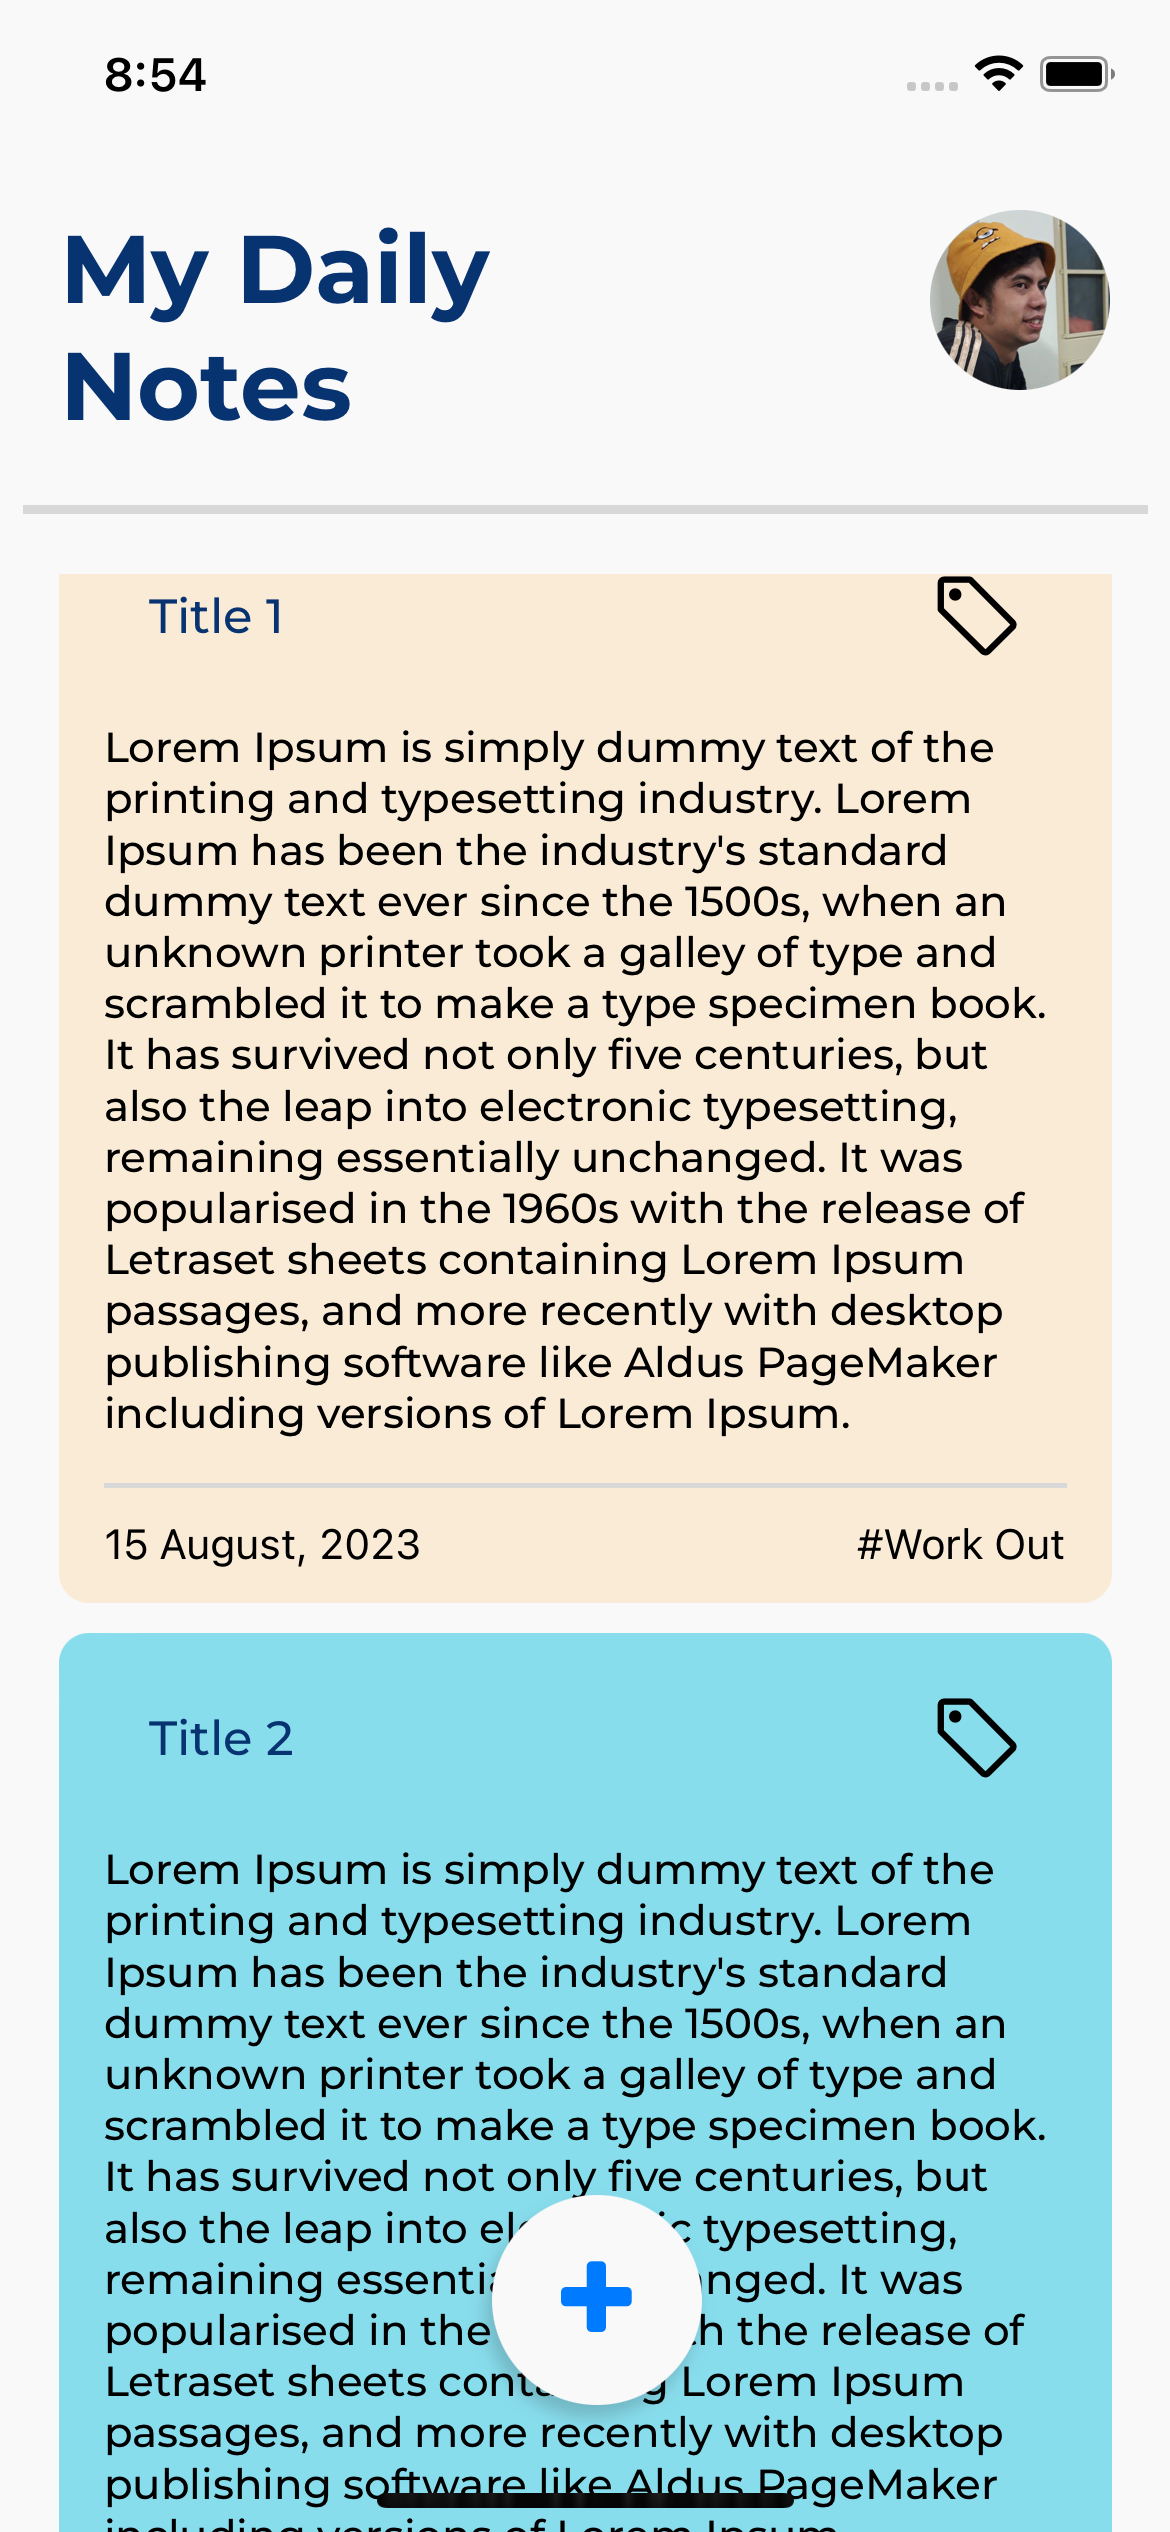 8:54
My Daily
Notes
Title 1
Lorem Ipsum is simply dummy text of the
printing and typesetting industry. Lorem
Ipsum has been the industry's standard
dummy text ever since the 1500s, when an
unknown printer took a galley of type and
scrambled it to make a type specimen book.
It has survived not only five centuries, but
also the leap into electronic typesetting,
remaining essentially unchanged. It was
popularised in the 1960s with the release of
Letraset sheets containing Lorem Ipsum
passages, and more recently with desktop
publishing software like Aldus PageMaker
including versions of Lorem Ipsum.
15 August, 2023 #Work Out
Title 2
Lorem Ipsum is simply dummy text of the
printing and typesetting industry. Lorem
Ipsum has been the industry's standard
dummy text ever since the 1500s, when an
unknown printer took a galley of type and
scrambled it to make a type specimen book.
It has survived not only five centuries, but
also the leap into typesetting,
remaining It was
popularised in the the release of
Letraset sheets Lorem Ipsum
passages, and more recently with desktop
publishing software like Aldus PageMaker
including versions of Lorem Ipsum.